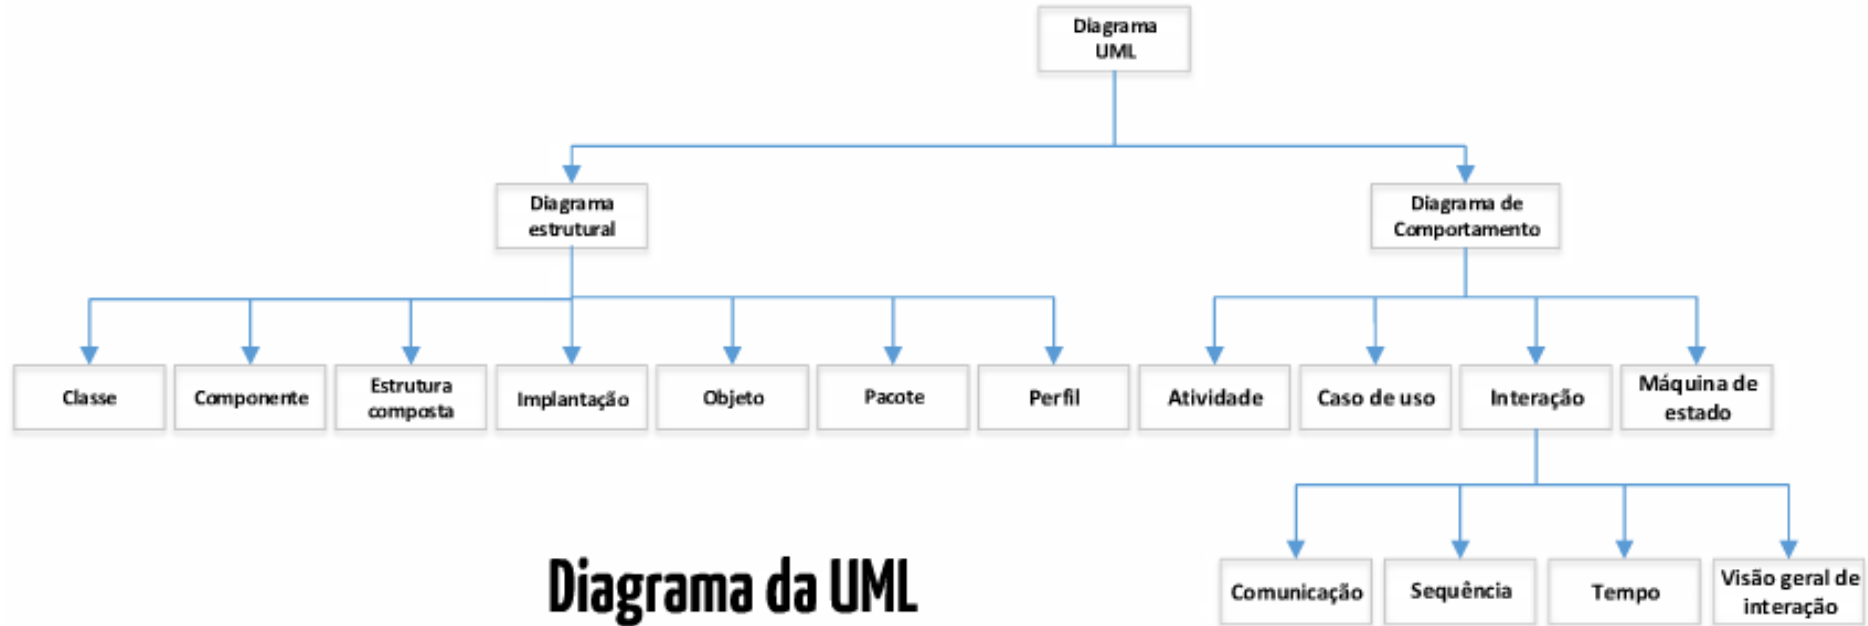 Diagrama
UML
Diagrama
estrutural
Diagrama de
Comportamento
Classe
Componente
Estrutura
composta
Implantação
Objeto
Pacote
Perfil
Atividade
Caso de uso
Interação
Máquina de
estado
Comunicação
Sequência
Tempo
Visão geral de
interação
Diagrama da UML